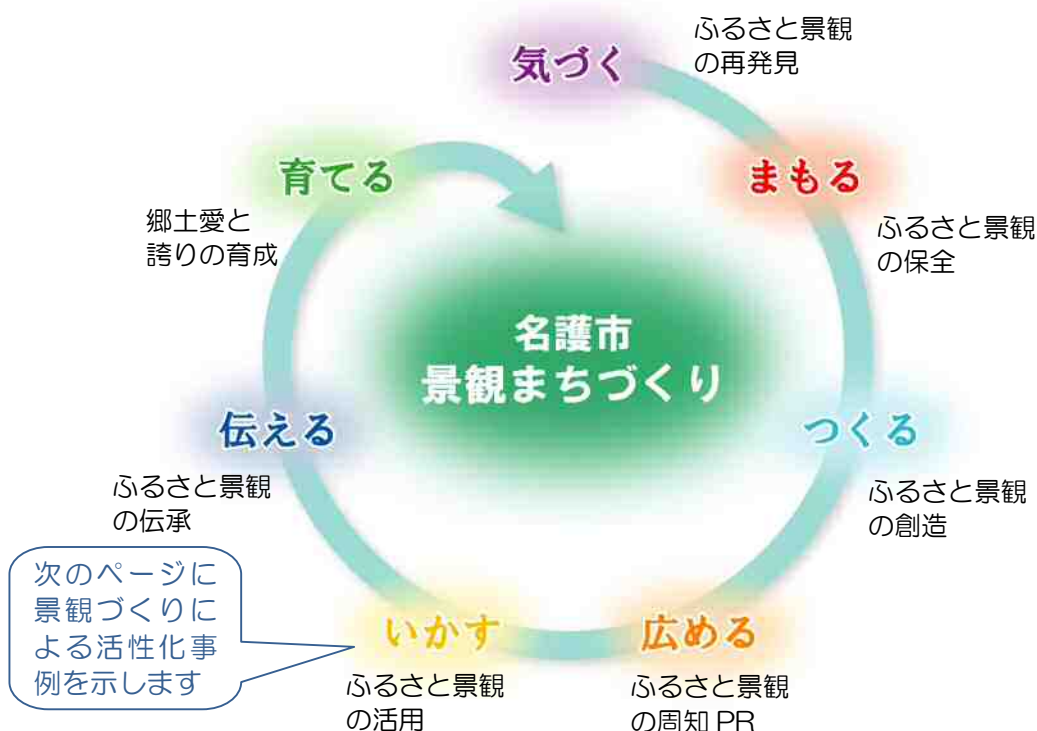 気づく
ふるさと景観
の再発見
まもる
ふるさと景観
の保全
つくる
ふるさと景観
の創造
広める
ふるさと景観
の周知 PR
いかす
ふるさと景観
の活用
次のページに
景観づくりに
よる活性化事
例を示します
伝える
ふるさと景観
の伝承
育てる
郷土愛と
誇りの育成
名護市
景観まちづくり